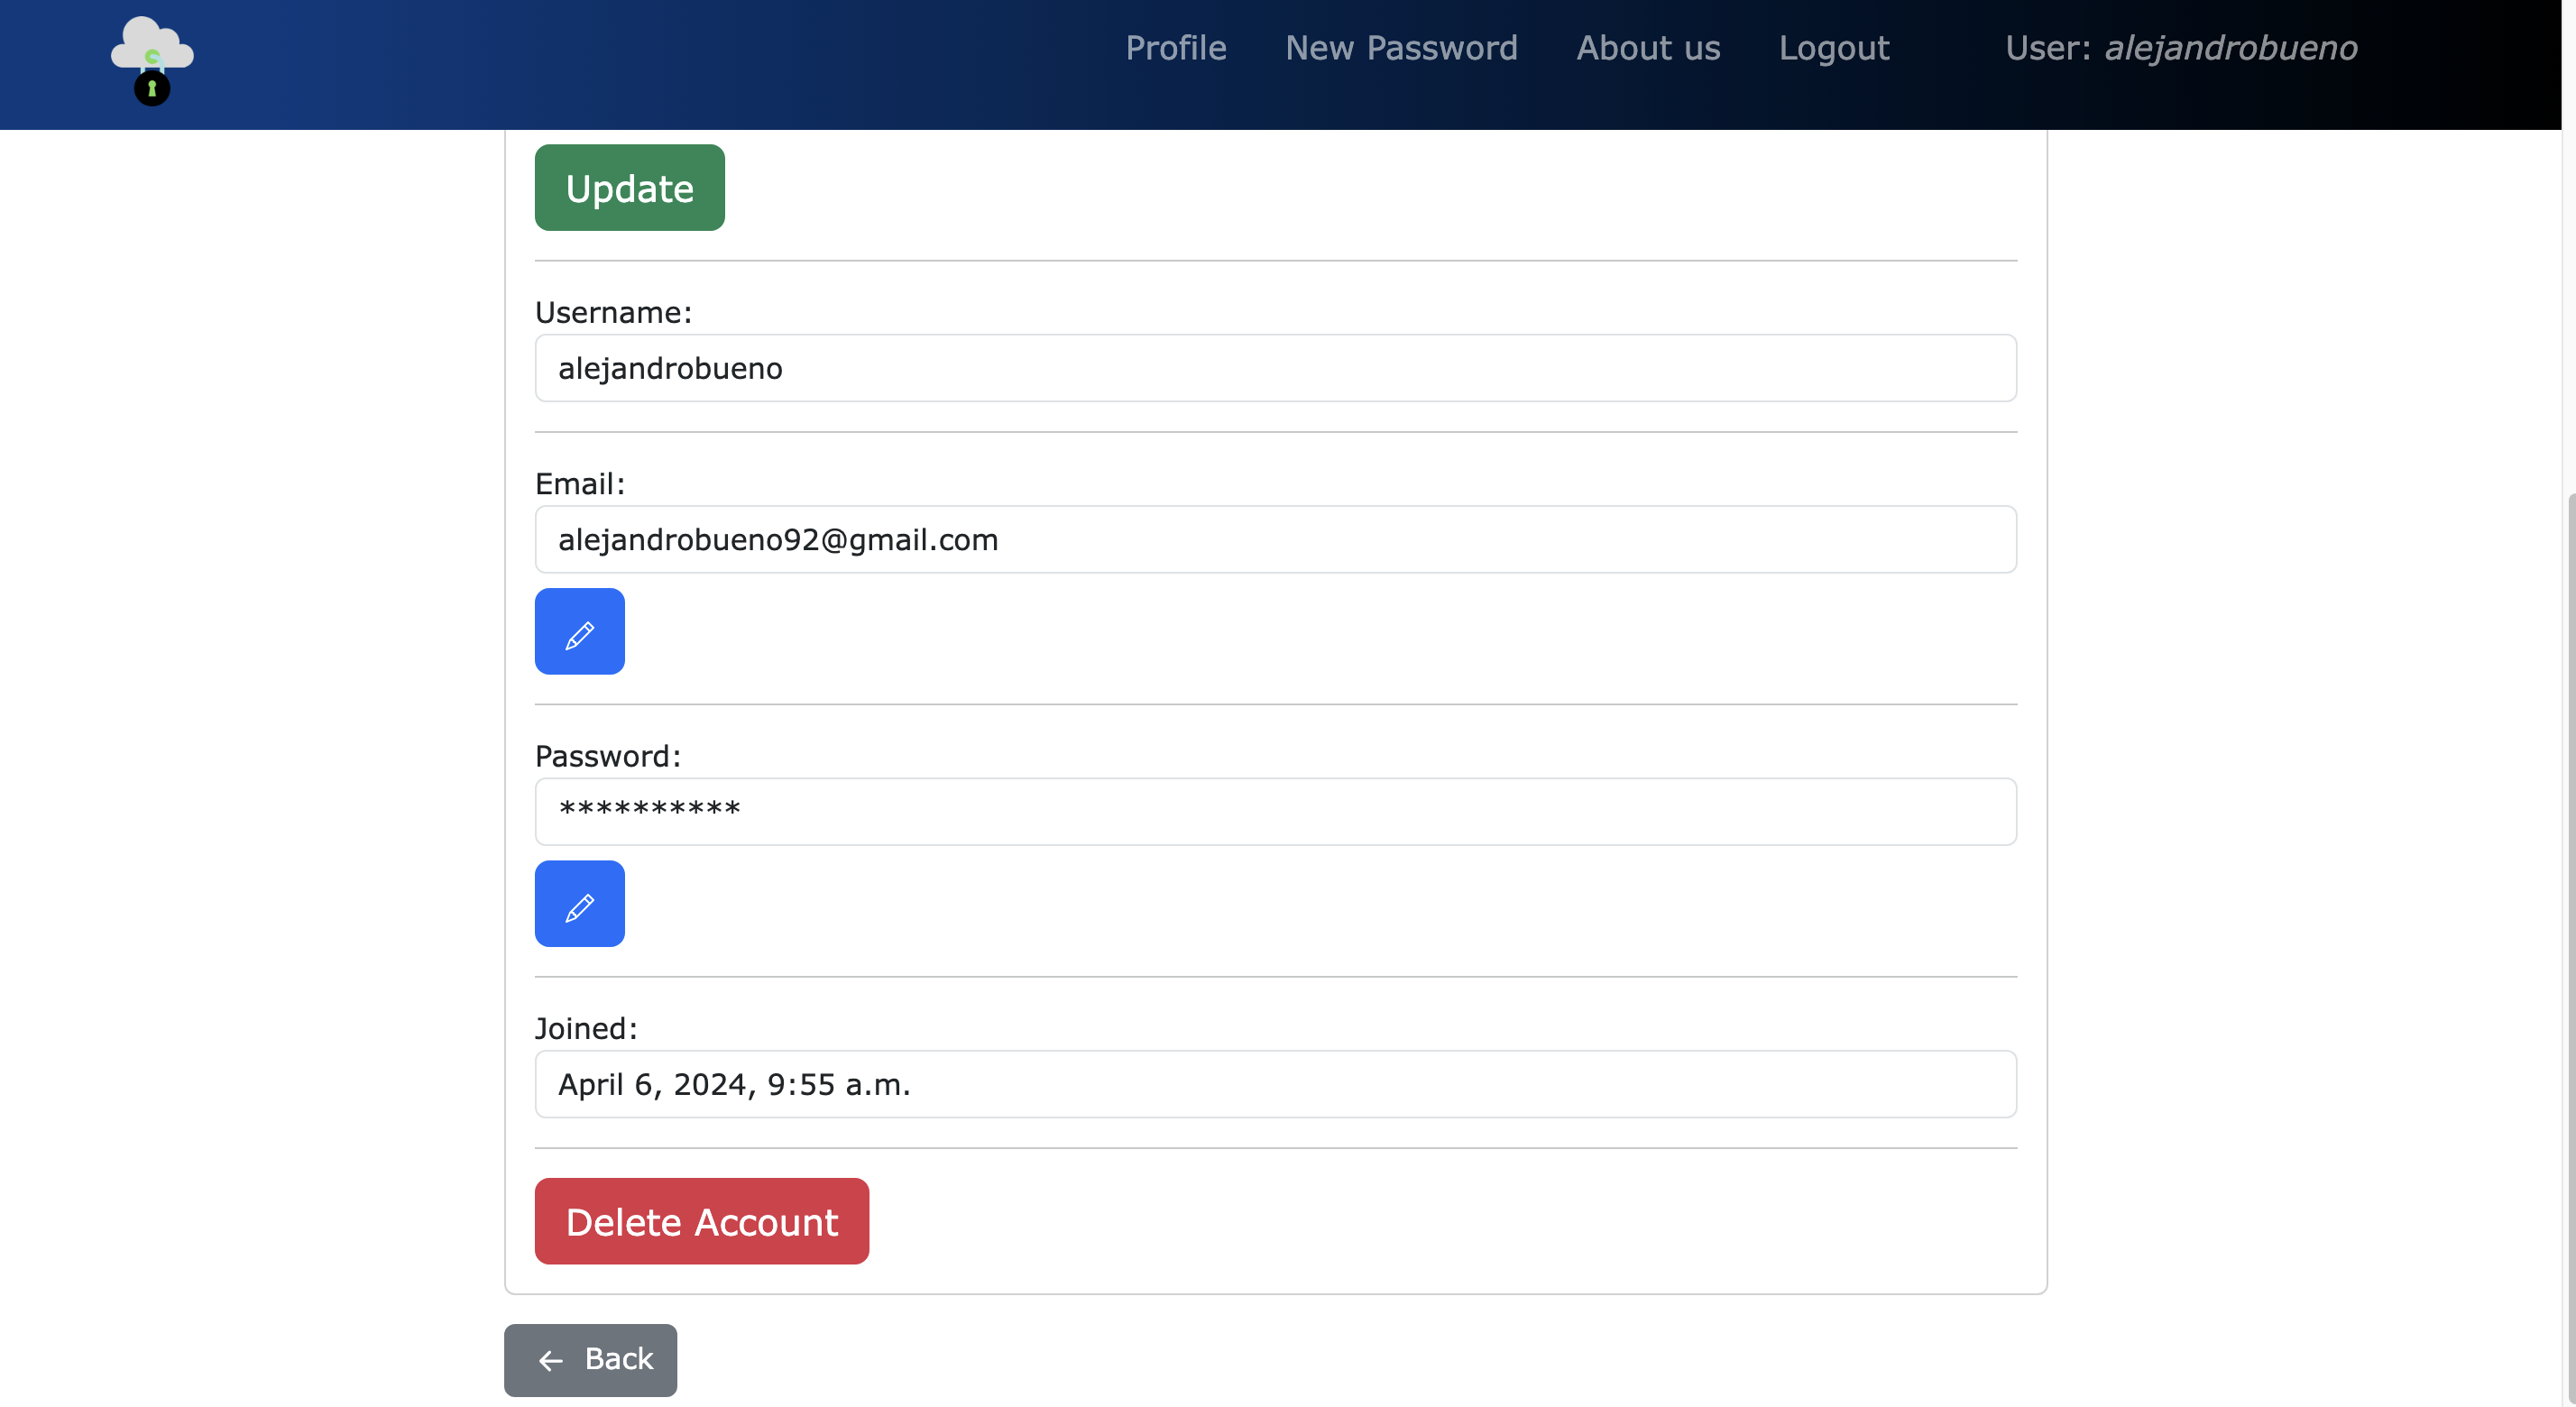 Profile New Password About us Logout User: alejandrobueno
Update
Username:
alejandrobueno
Email:
alejandrobueno92@gmail.com
Password:
**********
Joined:
April 6, 2024, 9:55 a.m.
Delete Account
Back